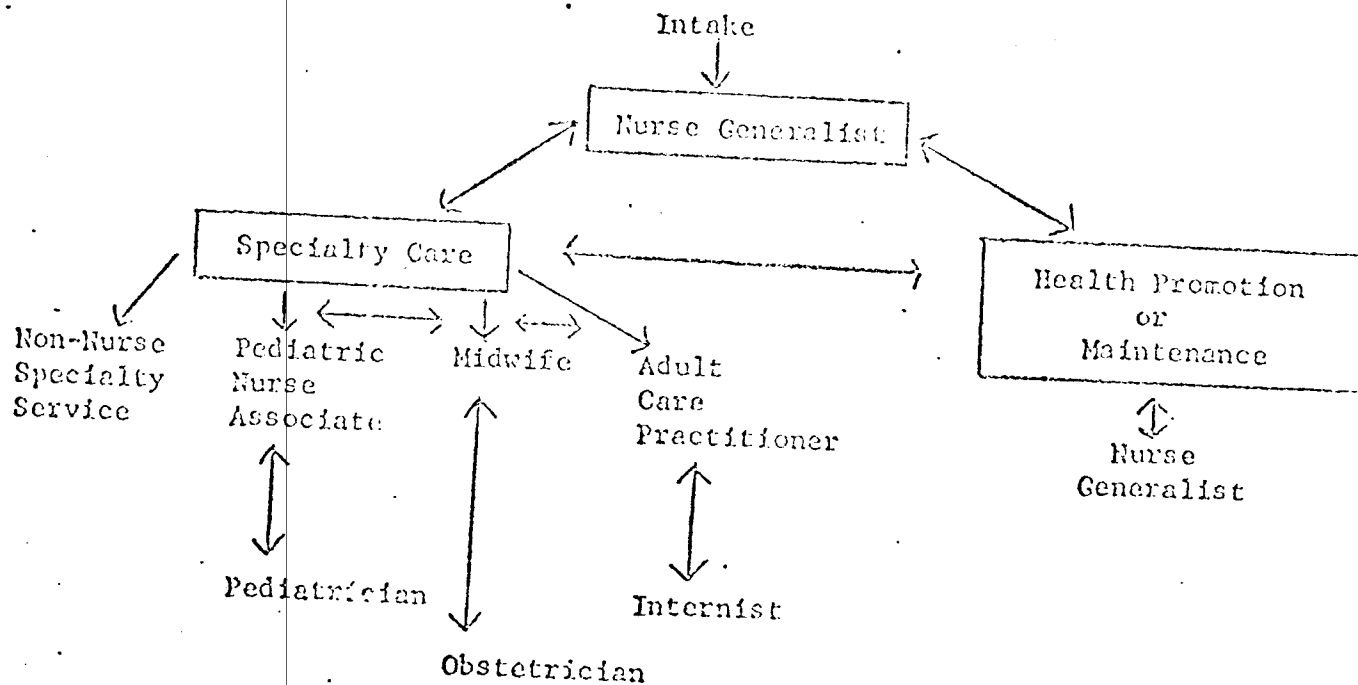 Intake
Nurse Generalist
Specialty Care
Health Promotion
or
Maintenance
Non-Nurse
Specialty
Service
Pediatric
Nurse
Associate
Midwife
Adult
Care
Practitioner
Nurse
Generalist
Pediatrician
Internist
Obstetrician